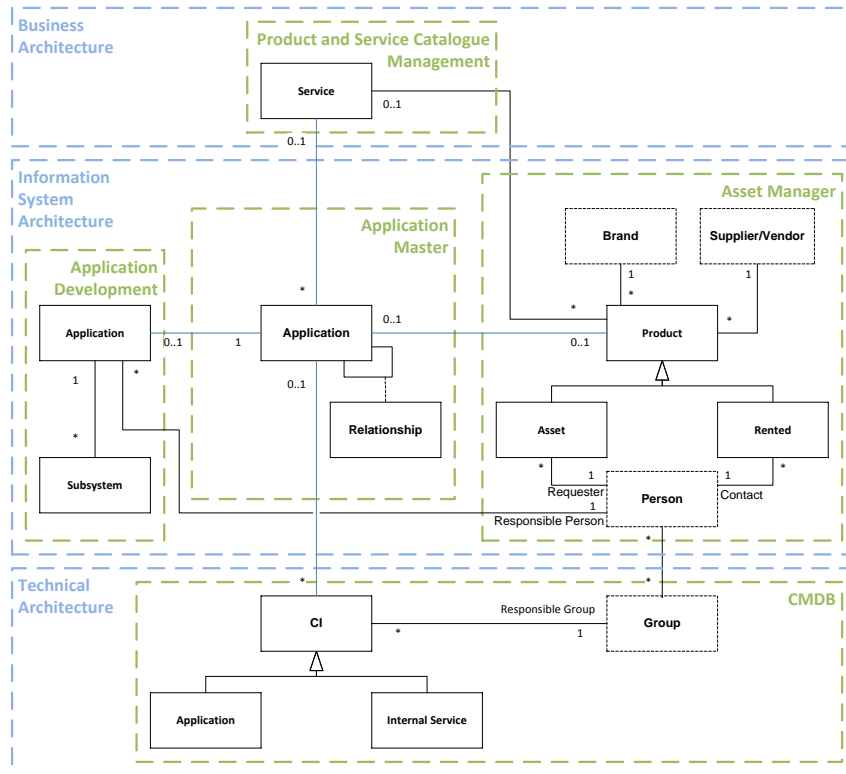 Business
Architecture
Product and Service Catalogue
Management
Service
0..1
0..1
Information
System
Architecture
Asset Manager
Application
Master
Brand
Supplier/Vendor
Application
Development
1
1
*
*
*
*
Application
0..1
1
Application
0..1
0..1
Product
1
*
0..1
Relationship
Asset
Rented
*
Subsystem
*
1
Requester
Person
1
*
Contact
1
Responsible Person
*
Technical
Architecture
*
*
CMDB
CI
Responsible Group
*
1
Group
Application
Internal Service